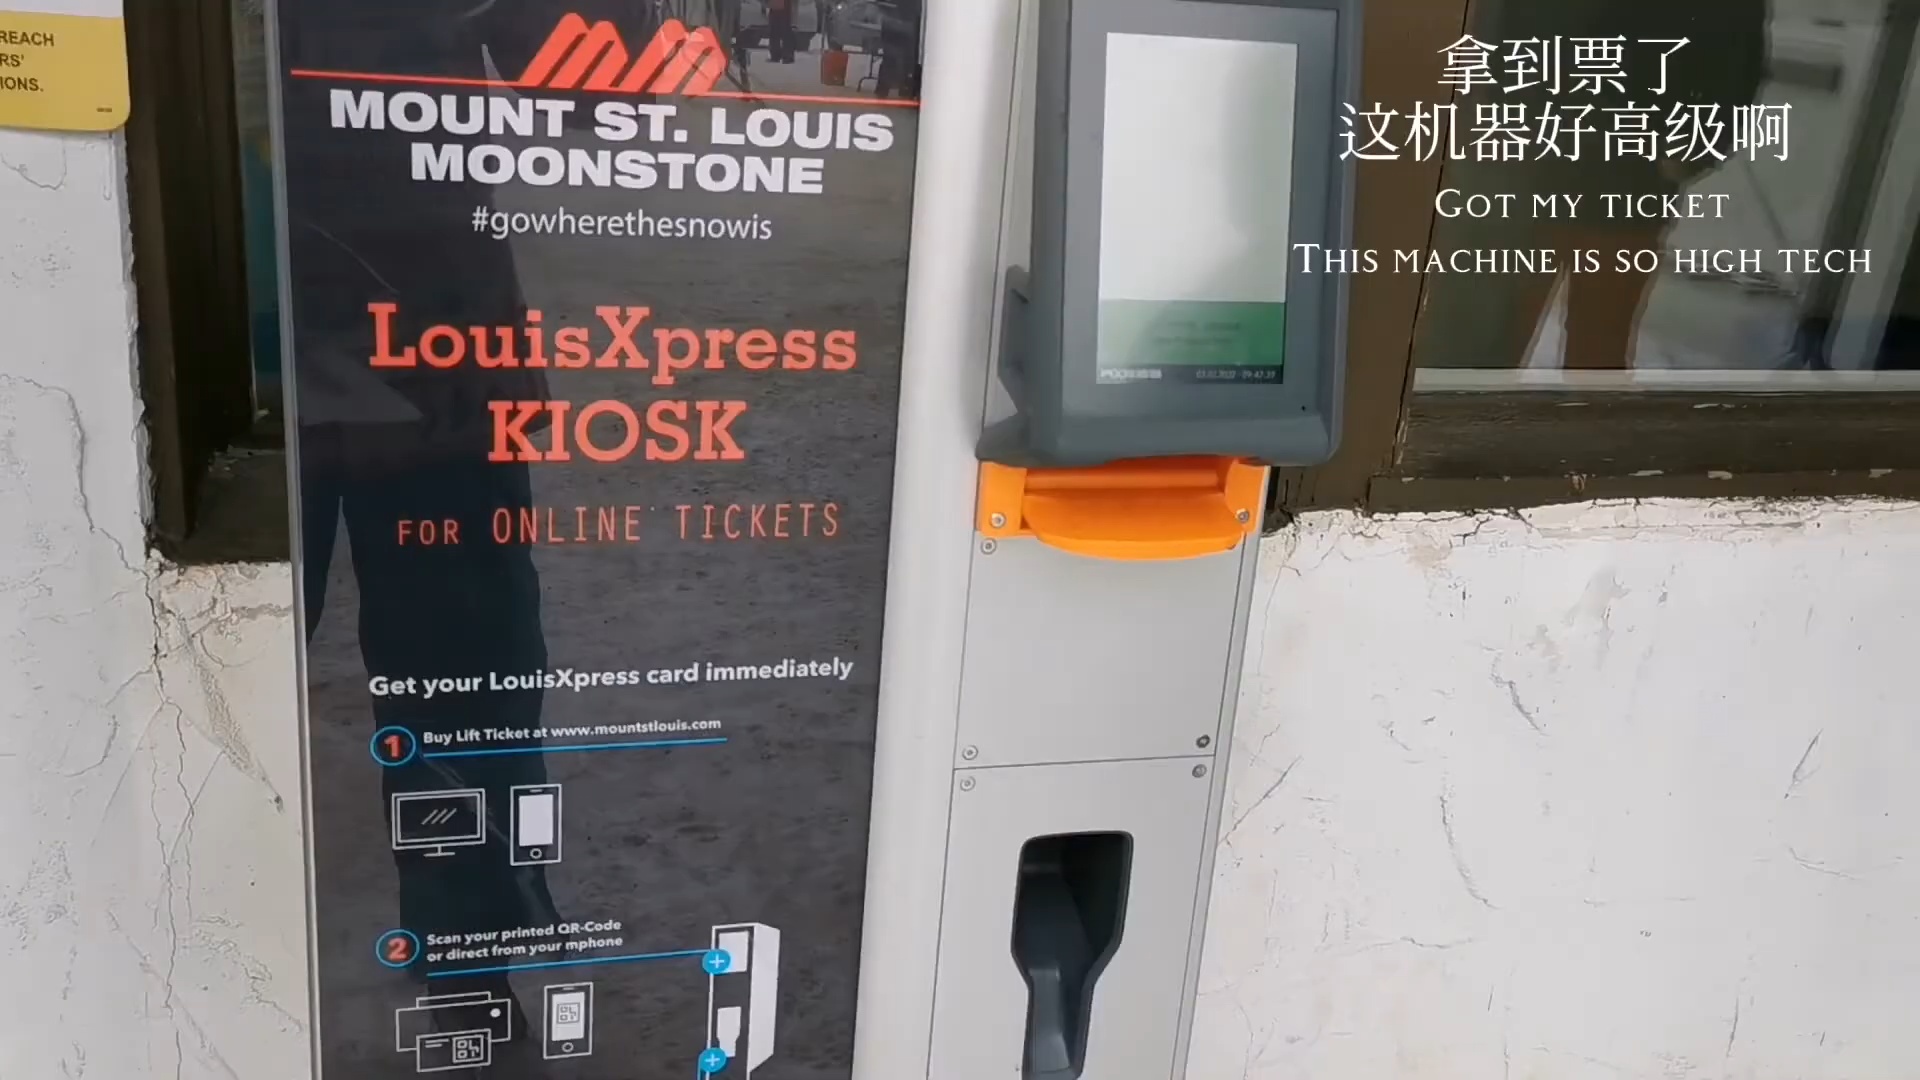 REACH
RS'
IONS.
MOUNT ST. LOUIS
MOONSTONE
#gowherethesnowis
LouisXpress
KIOSK
FOR ONLINE TICKETS
Get your LouisXpress card immediately
1 Buy Lift Ticket at www.mountstlouis.com
2 Scan your printed QR-Code
or direct from your mphone
拿到票了
这机器好高级啊
GOT MY TICKET
THIS MACHINE IS SO HIGH TECH